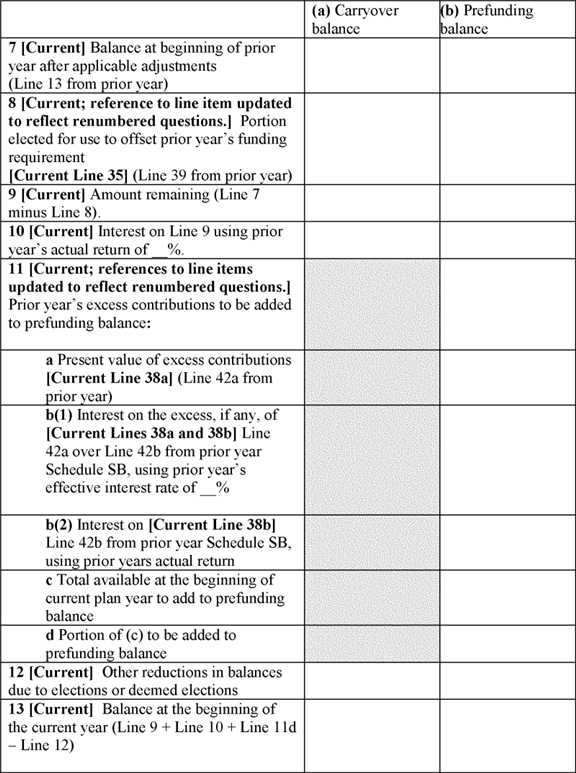 (a) Carryover
balance
(b) Prefunding
balance
7 [Current] Balance at beginning of prior
year after applicable adjustments
(Line 13 from prior year)
8 [Current; reference to line item updated
to reflect renumbered questions.] Portion
elected for use to offset prior year’s funding
requirement
[Current Line 35] (Line 39 from prior year)
9 [Current] Amount remaining (Line 7
minus Line 8).
10 [Current] Interest on Line 9 using prior
year’s actual return of __%.
11 [Current; references to line items
updated to reflect renumbered questions.]
Prior year’s excess contributions to be added
to prefunding balance:
a Present value of excess contributions
[Current Line 38a] (Line 42a from
prior year)
b(1) Interest on the excess, if any, of
[Current Lines 38a and 38b] Line
42a over Line 42b from prior year
Schedule SB, using prior year’s
effective interest rate of __%
b(2) Interest on [Current Line 38b]
Line 42b from prior year Schedule SB,
using prior years actual return
c Total available at the beginning of
current plan year to add to prefunding
balance
d Portion of (c) to be added to
prefunding balance
12 [Current] Other reductions in balances
due to elections or deemed elections
13 [Current] Balance at the beginning of
the current year (Line 9 + Line 10 + Line 11d
– Line 12)